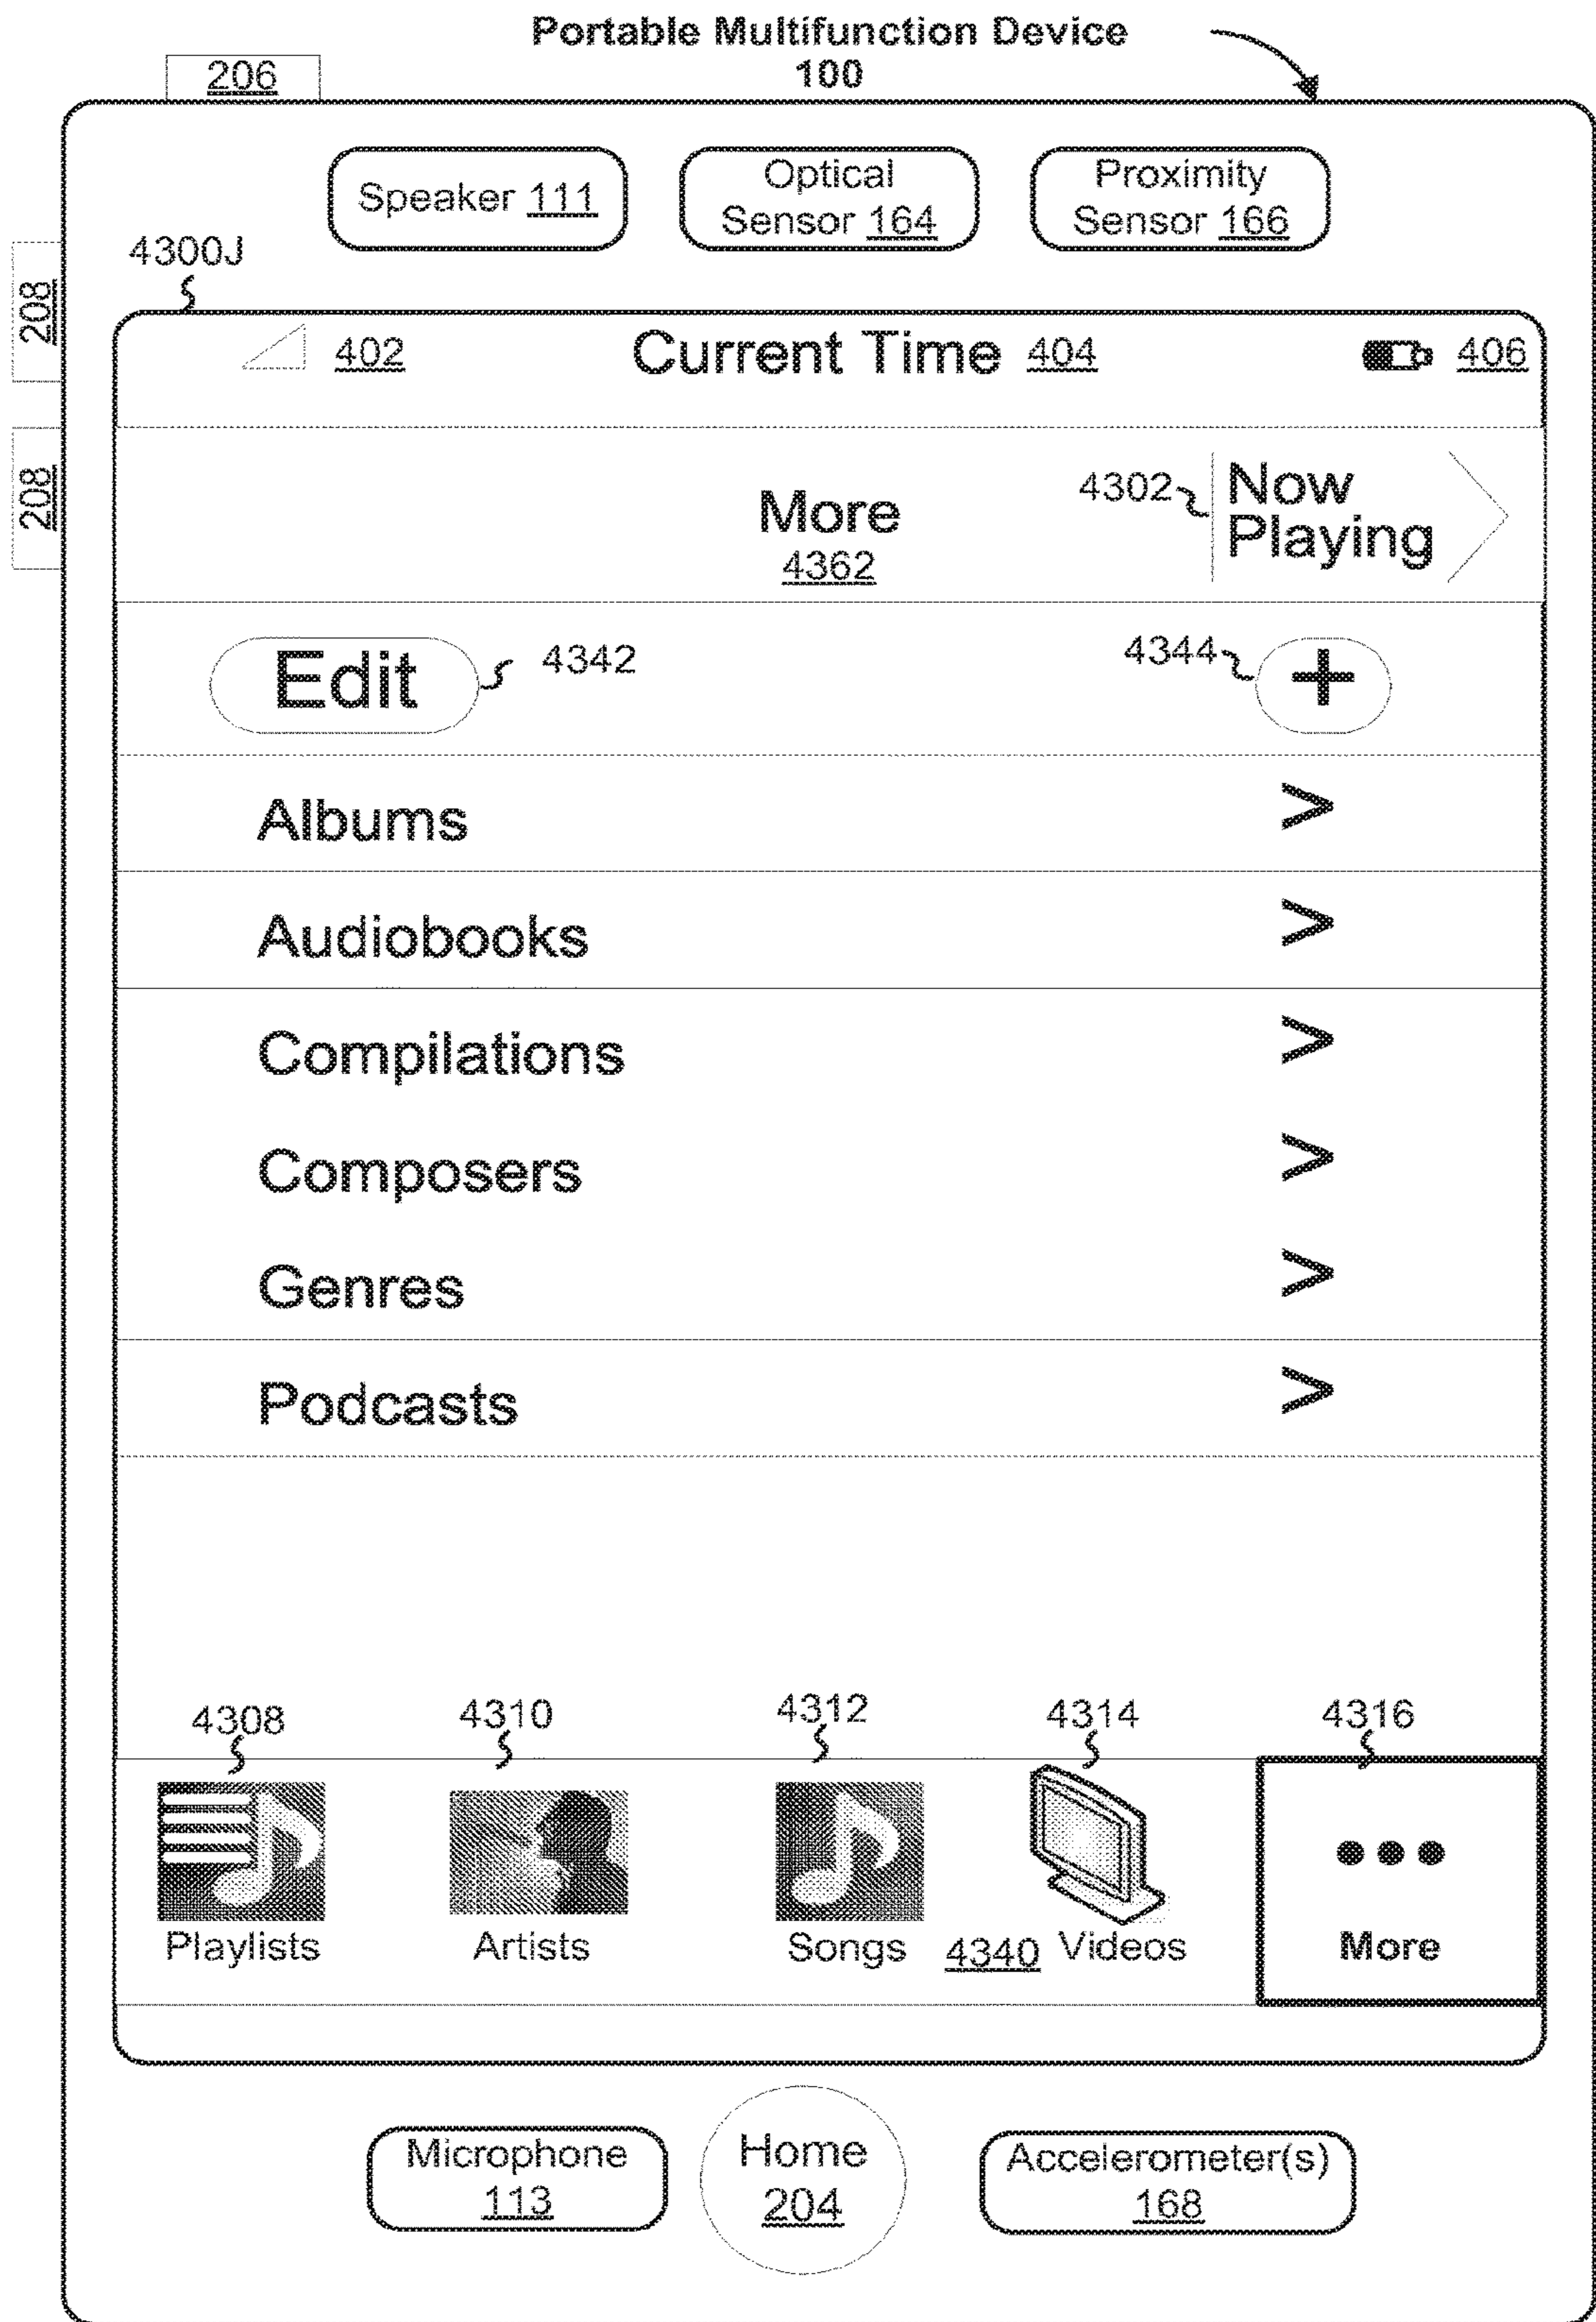 Portable Multifunction Device
100
206
Speaker 111
Optical
Sensor 164
Proximity
Sensor 166
4300J
208
208
402
Current Time 404
406
More
4362
4302
Now
Playing
Edit
4342
4344
+
Albums >
Audiobooks >
Compilations >
Composers >
Genres >
Podcasts >
4308
4310
4312
4314
4316
Playlists
Artists
Songs
4340
Videos
More
Microphone
113
Home
204
Accelerometer(s)
168